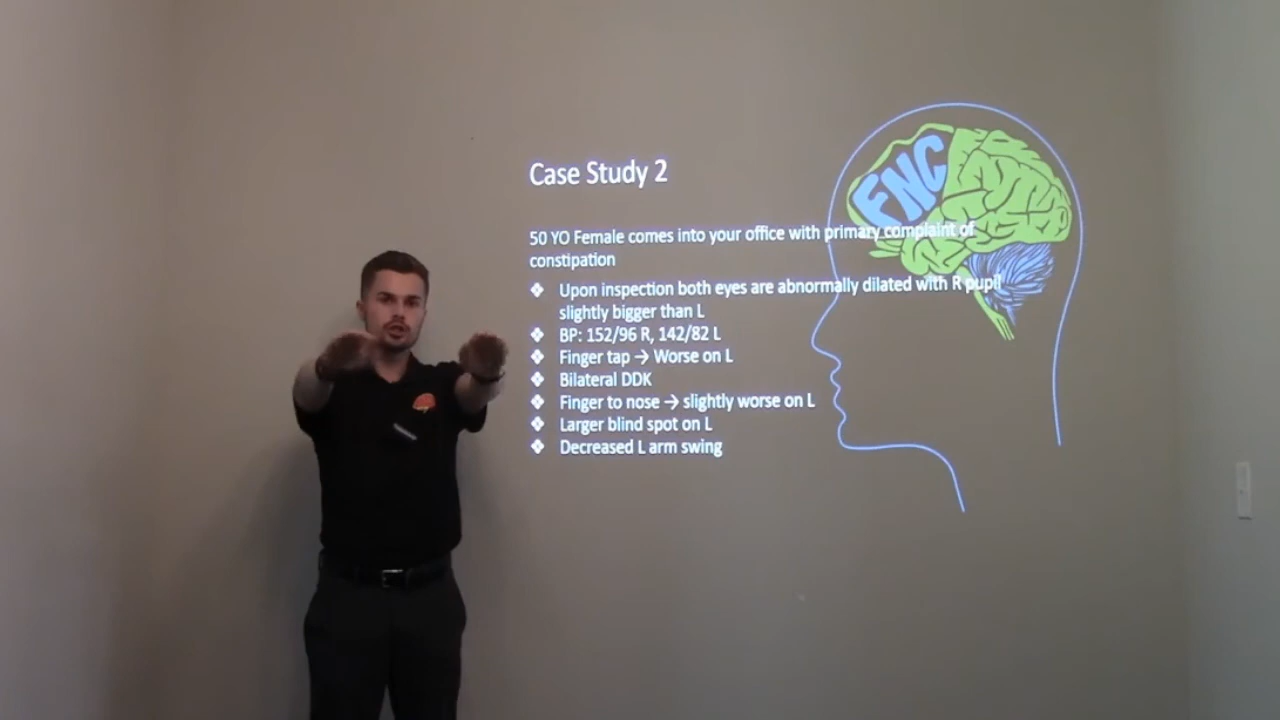 Case Study 2
FNC
50 YO Female comes into your office with primary complaint of
constipation
❖ Upon inspection both eyes are abnormally dilated with R pupil
slightly bigger than L
❖ BP: 152/96 R, 142/82 L
❖ Finger tap → Worse on L
❖ Bilateral DDK
❖ Finger to nose → slightly worse on L
❖ Larger blind spot on L
❖ Decreased L arm swing